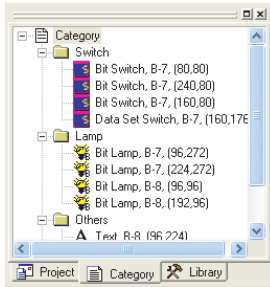 Category
Switch
Bit Switch, B-7, (80,80)
Bit Switch, B-7, (240,80)
Bit Switch, B-7, (160,80)
Data Set Switch, B-7, (160,176
Lamp
Bit Lamp, B-7, (96,272)
Bit Lamp, B-7, (224,272)
Bit Lamp, B-8, (96,96)
Bit Lamp, B-8, (192,96)
Others
A Text, B-8, (96,224)
Project Category Library